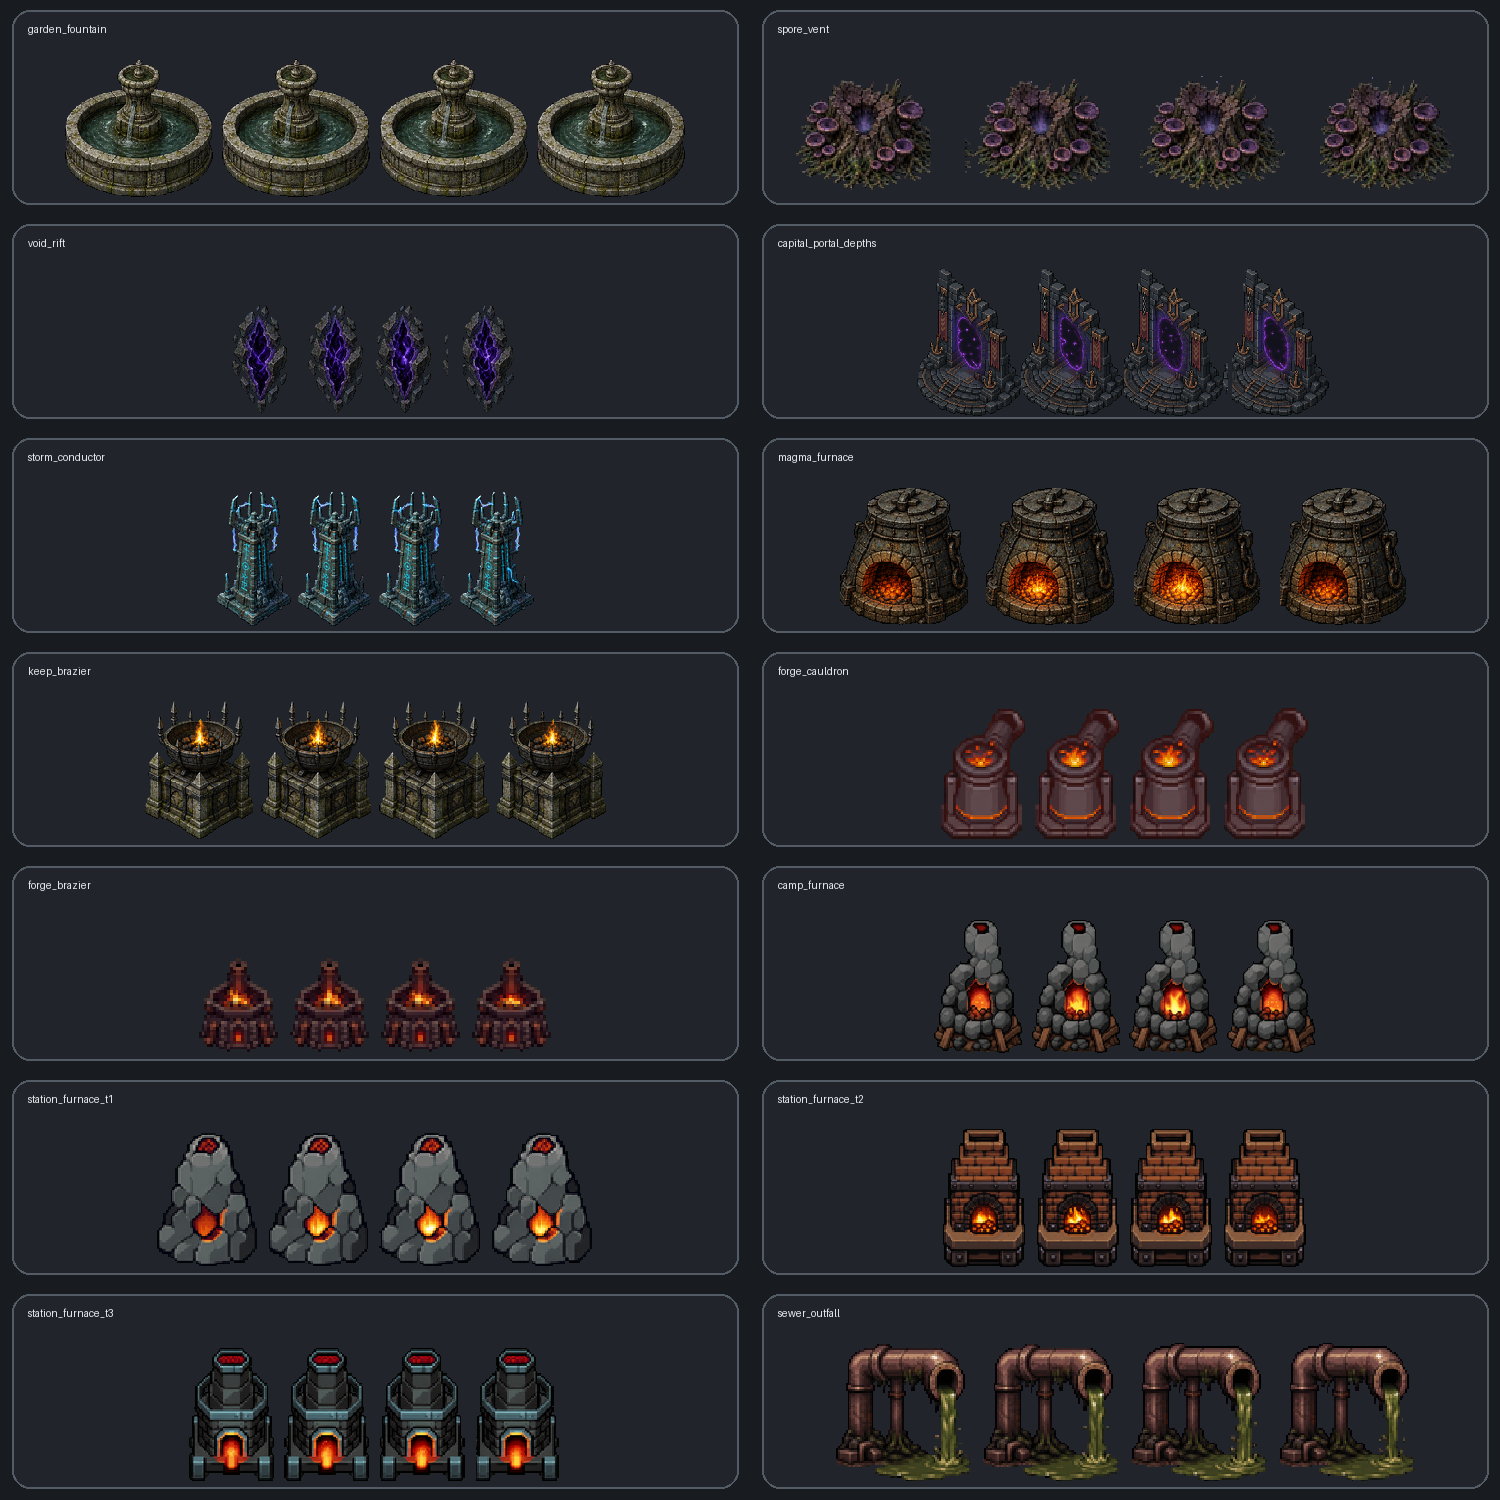 garden_fountain
spore_vent
void_rift
capital_portal_depths
storm_conductor
magma_furnace
keep_brazier
forge_cauldron
forge_brazier
camp_furnace
station_furnace_t1
station_furnace_t2
station_furnace_t3
sewer_outfall